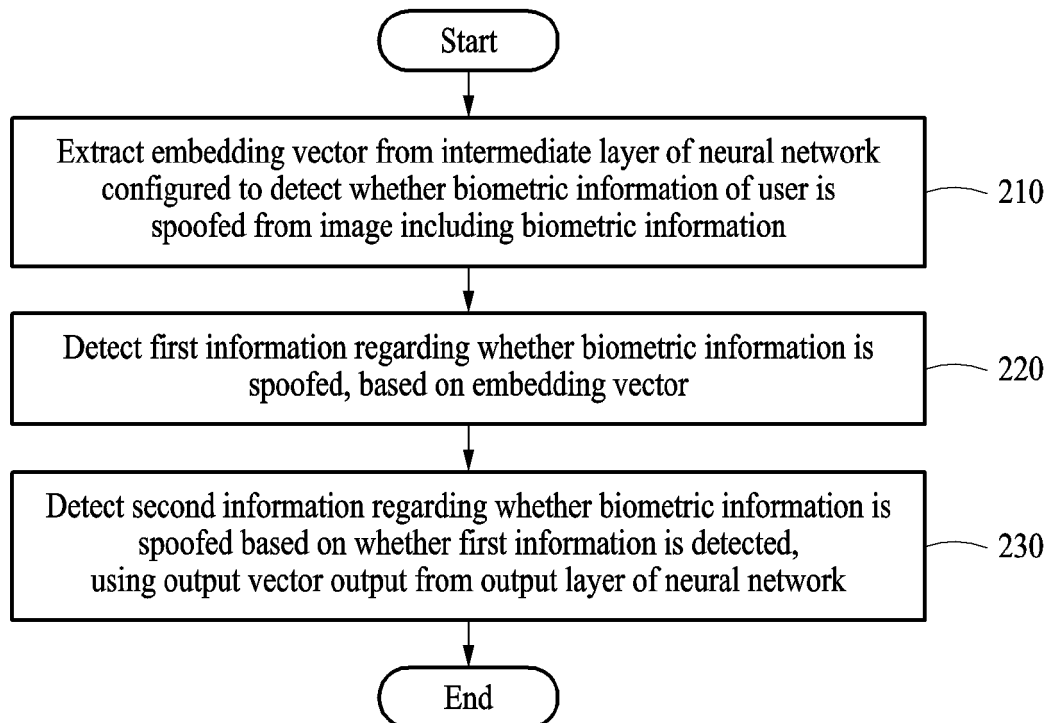 Start
Extract embedding vector from intermediate layer of neural network
configured to detect whether biometric information of user is
spoofed from image including biometric information
210
Detect first information regarding whether biometric information is
spoofed, based on embedding vector
220
Detect second information regarding whether biometric information is
spoofed based on whether first information is detected,
using output vector output from output layer of neural network
230
End